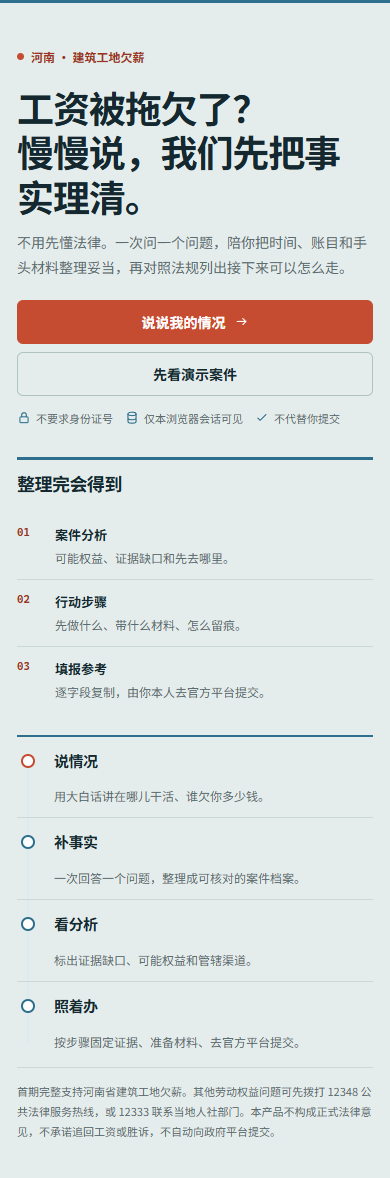 河南 • 建筑工地欠薪
工资被拖欠了？
慢慢说，我们先把事
实理清。
不用先懂法律。一次问一个问题，陪你把时间、账目和手
头材料整理妥当，再对照法规列出接下来可以怎么走。
说说我的情况 →
先看演示案件
不要求身份证号 仅本浏览器会话可见 不代替你提交
整理完会得到
01 案件分析
可能权益、证据缺口和先去哪里。
02 行动步骤
先做什么、带什么材料、怎么留痕。
03 填报参考
逐字段复制，由你本人去官方平台提交。
说情况
用大白话讲在哪儿干活、谁欠你多少钱。
补事实
一次回答一个问题，整理成可核对的案件档案。
看分析
标出证据缺口、可能权益和管辖渠道。
照着办
按步骤固定证据、准备材料、去官方平台提交。
首期完整支持河南省建筑工地欠薪。其他劳动权益问题可先拨打 12348 公
共法律服务热线，或 12333 联系当地人社部门。本产品不构成正式法律意
见，不承诺追回工资或胜诉，不自动向政府平台提交。